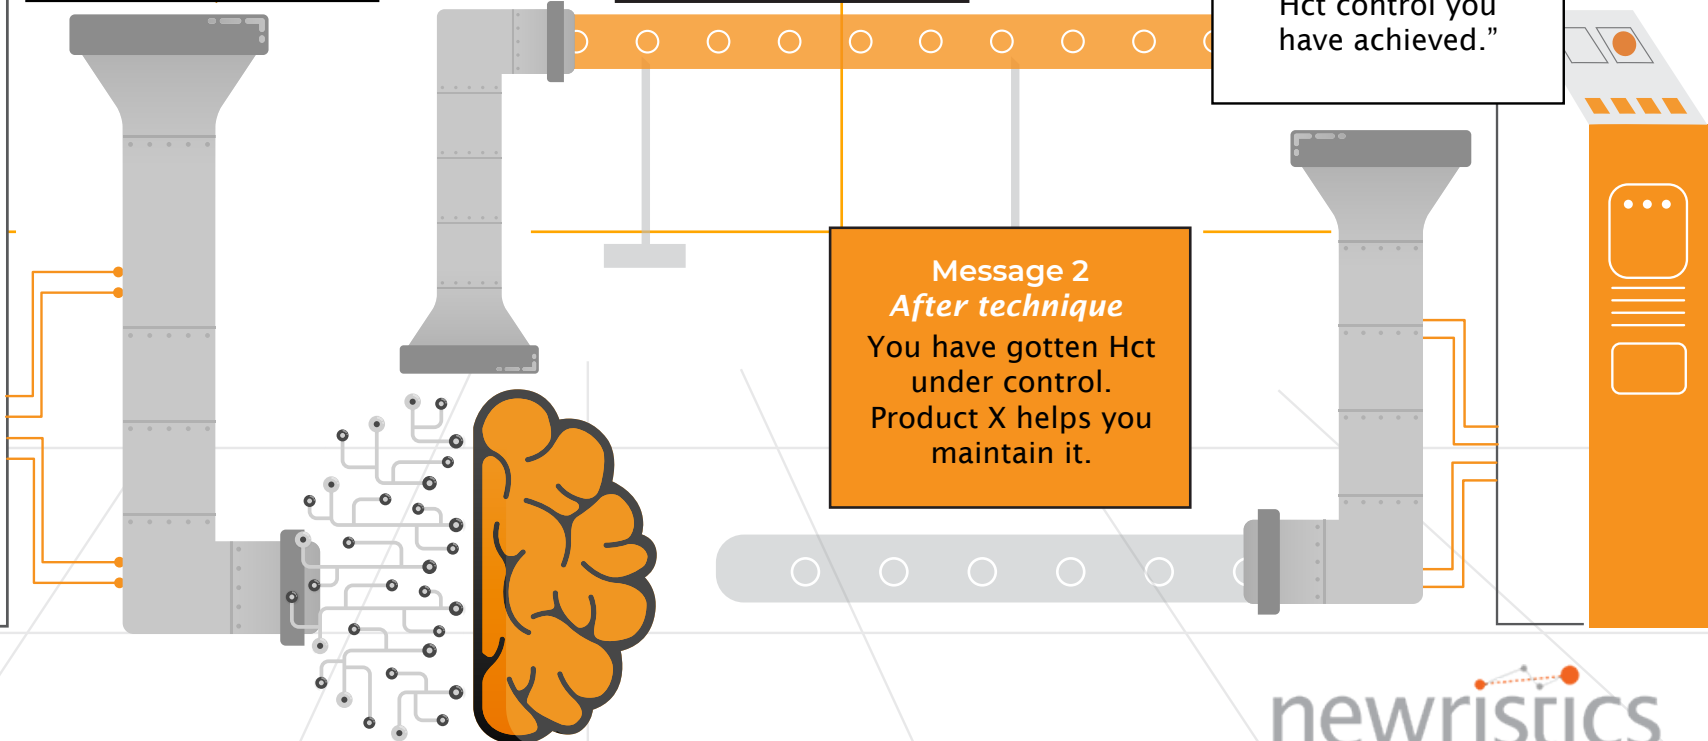 Hct control you
have achieved.”
Message 2
After technique
You have gotten Hct
under control.
Product X helps you
maintain it.
newristics